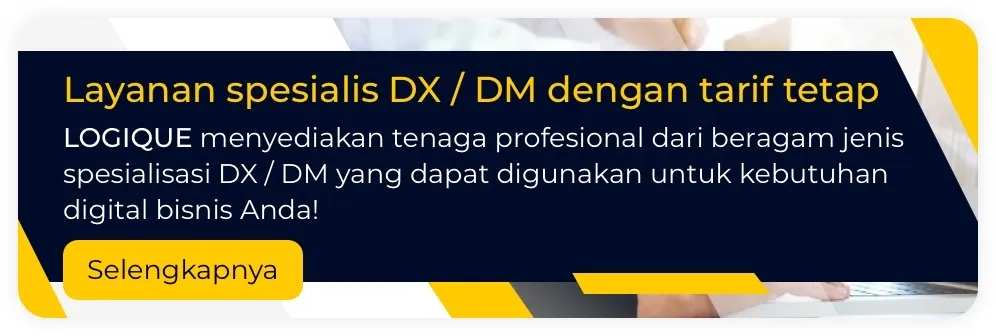 Layanan spesialis DX / DM dengan tarif tetap
LOGIQUE menyediakan tenaga profesional dari beragam jenis
spesialisasi DX / DM yang dapat digunakan untuk kebutuhan
digital bisnis Anda!
Selengkapnya